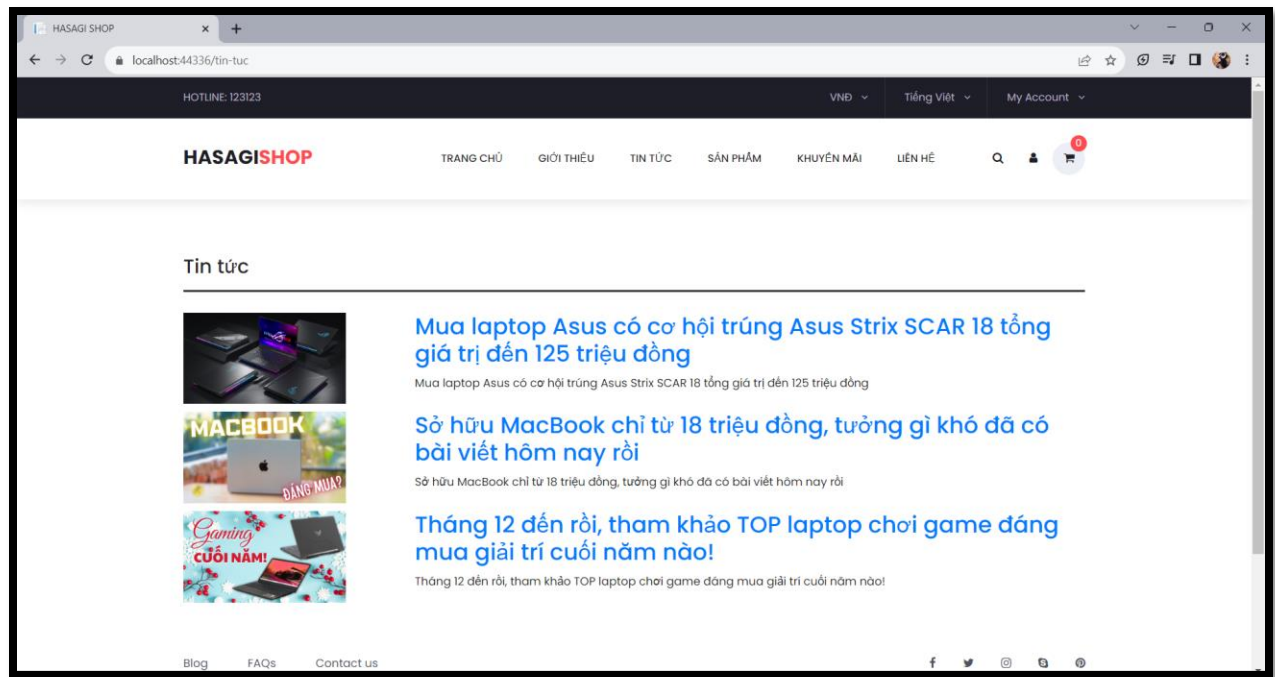 HASAGI SHOP
localhost:44336/tin-tuc
HOTLINE: 123123 VNĐ Tiếng Việt My Account
HASAGISHOP TRANG CHỦ GIỚI THIỆU TIN TỨC SẢN PHẨM KHUYẾN MÃI LIÊN HỆ 0
Tin tức
Mua laptop Asus có cơ hội trúng Asus Strix SCAR 18 tổng
giá trị đến 125 triệu đồng
Mua laptop Asus có cơ hội trúng Asus Strix SCAR 18 tổng giá trị đến 125 triệu đồng
MACBOOK
ĐÁNG MUA?
Sở hữu MacBook chỉ từ 18 triệu đồng, tưởng gì khó đã có
bài viết hôm nay rồi
Sở hữu MacBook chỉ từ 18 triệu đồng, tưởng gì khó đã có bài viết hôm nay rồi
Gaming
CUỐI NĂM!
Tháng 12 đến rồi, tham khảo TOP laptop chơi game đáng
mua giải trí cuối năm nào!
Tháng 12 đến rồi, tham khảo TOP laptop chơi game đáng mua giải trí cuối năm nào!
Blog FAQs Contact us